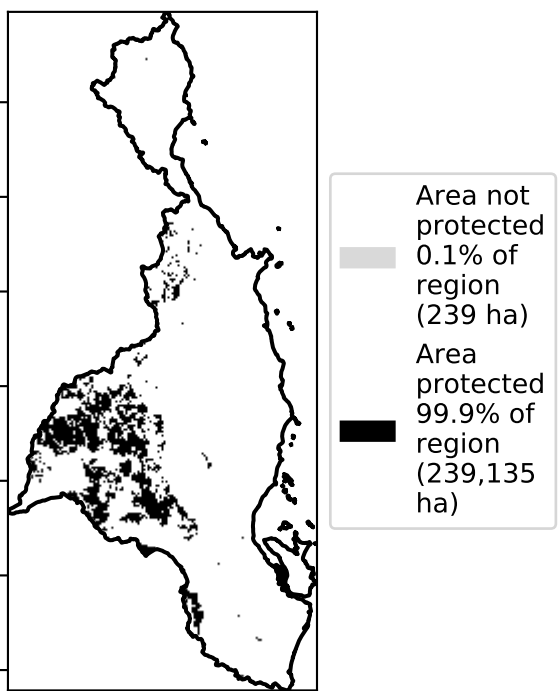 Area not
protected
0.1% of
region
(239 ha)
Area
protected
99.9% of
region
(239,135
ha)